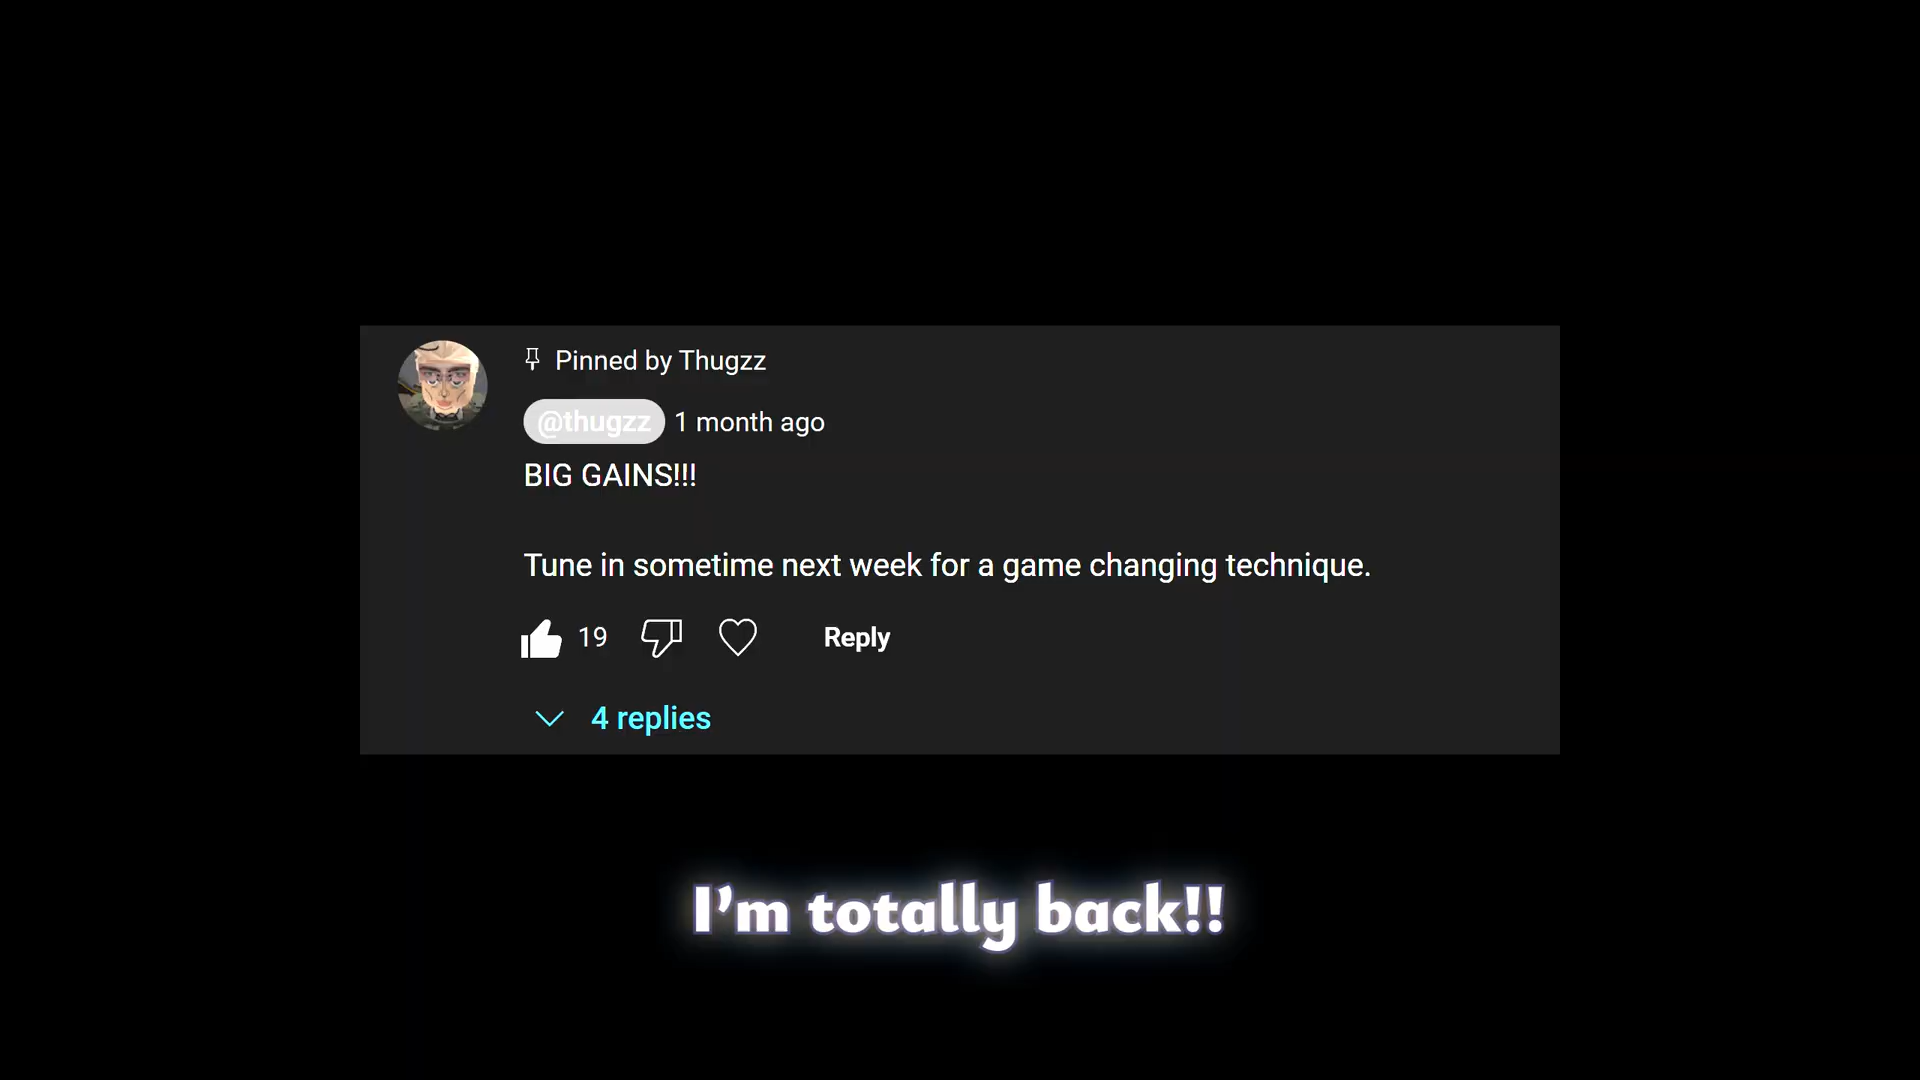 Pinned by Thugzz
@thugzz 1 month ago
BIG GAINS!!!
Tune in sometime next week for a game changing technique.
19 Reply
4 replies
I'm totally back!!